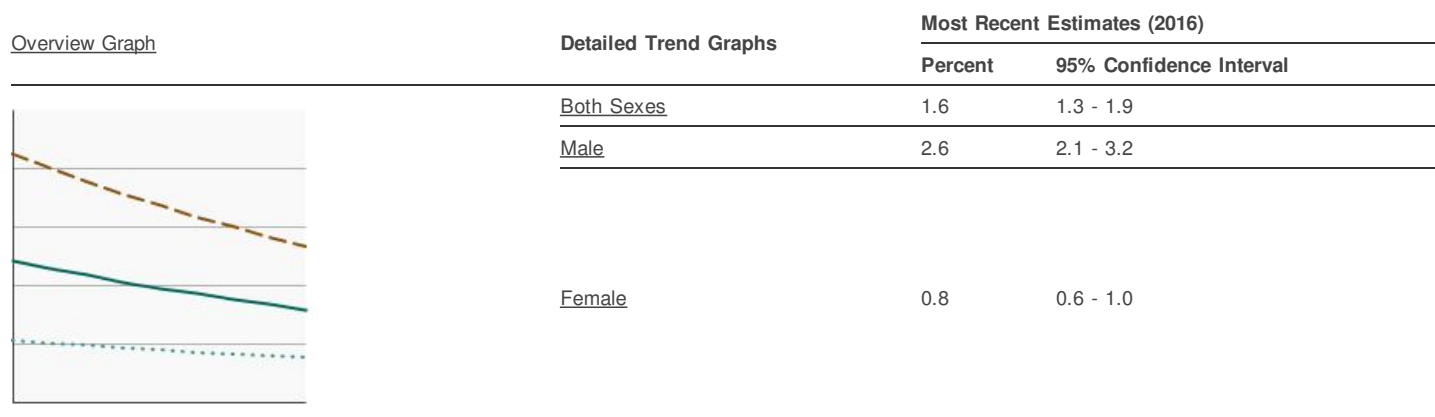 Overview Graph
Detailed Trend Graphs
Most Recent Estimates (2016)
Percent 95% Confidence Interval
Both Sexes 1.6 1.3 - 1.9
Male 2.6 2.1 - 3.2
Female 0.8 0.6 - 1.0